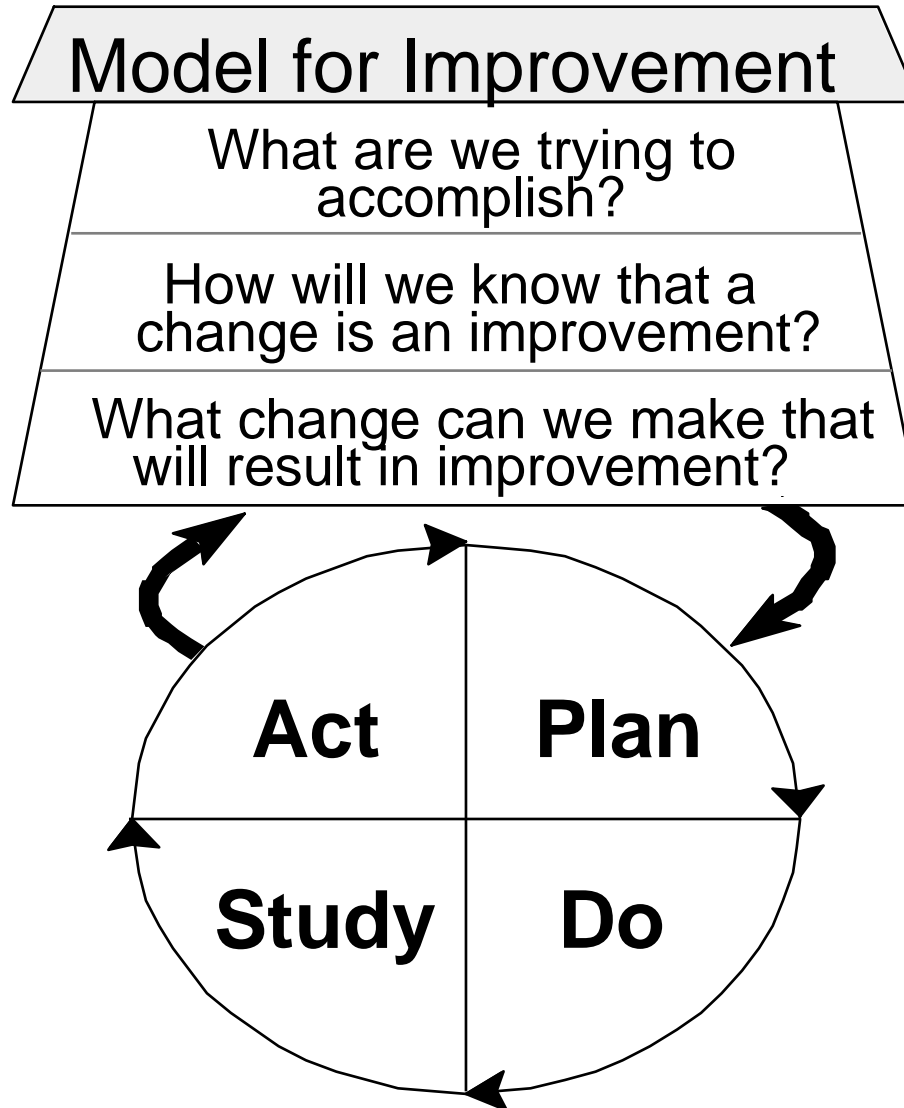 Model for Improvement
What are we trying to
accomplish?
How will we know that a
change is an improvement?
What change can we make that
will result in improvement?
Act
Plan
Study
Do